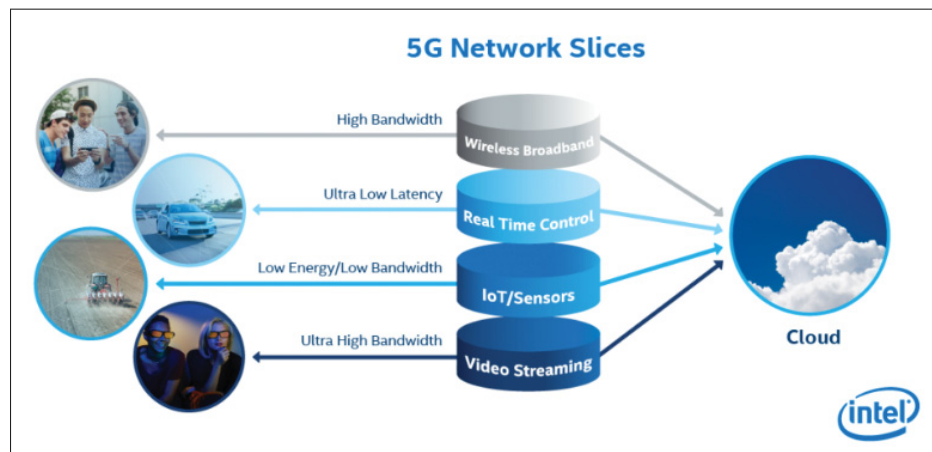 5G Network Slices
High Bandwidth
Wireless Broadband
Ultra Low Latency
Real Time Control
Low Energy/Low Bandwidth
IoT/Sensors
Ultra High Bandwidth
Video Streaming
Cloud
intel